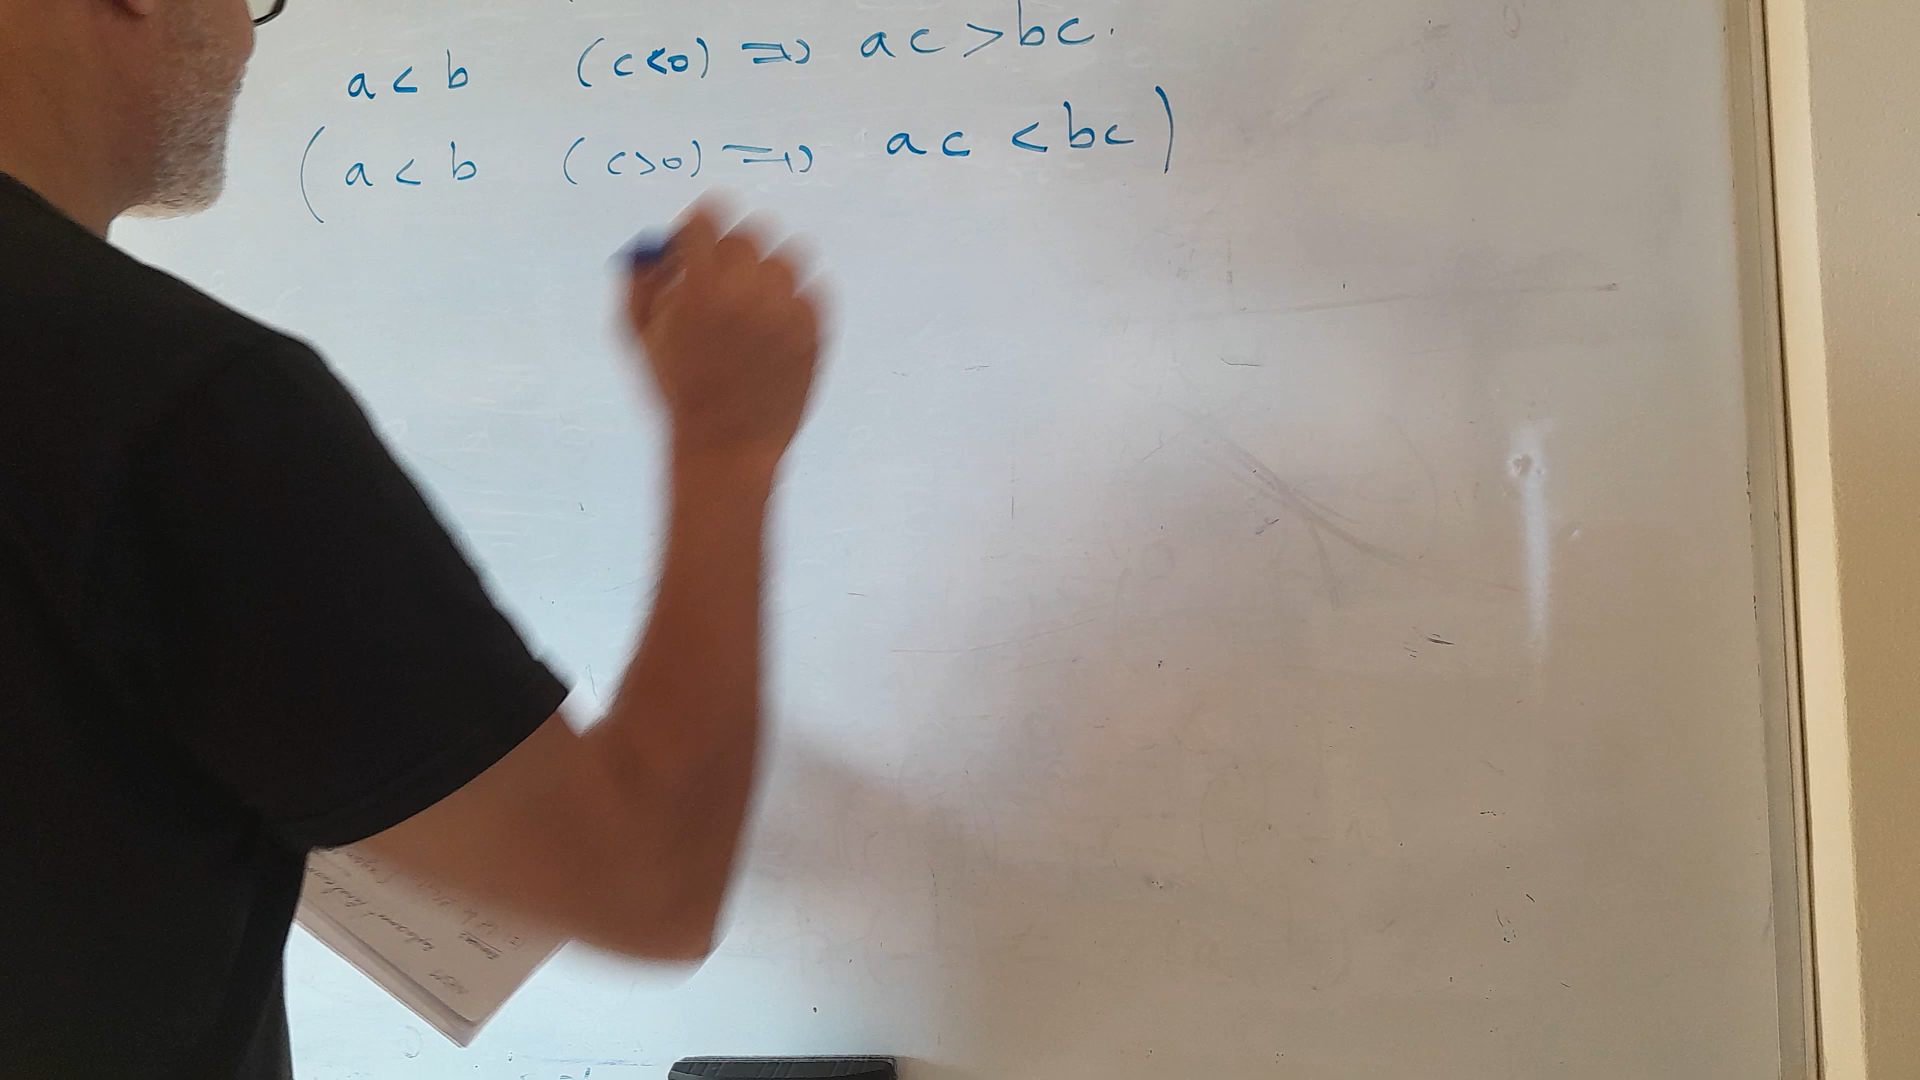 a < b (c<0) => ac > bc.
(a < b (c>0) => ac < bc)